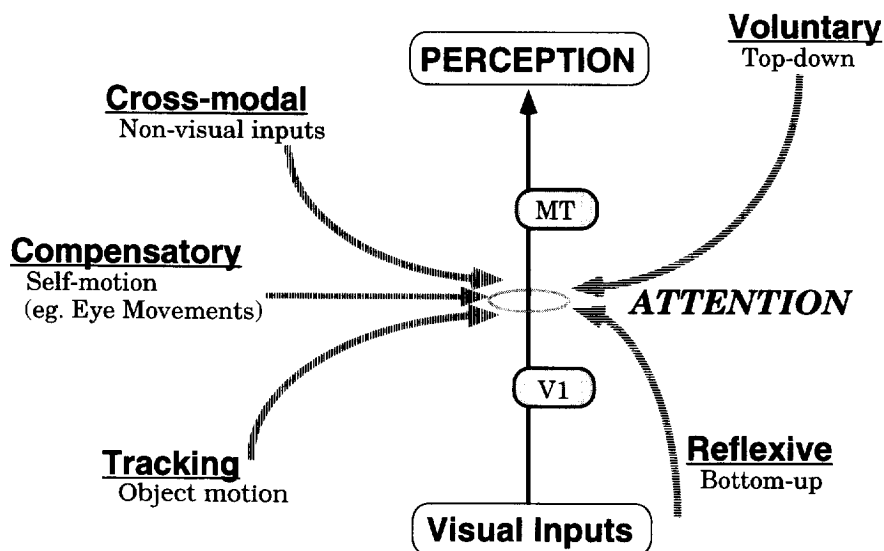 Voluntary
Top-down
PERCEPTION
Cross-modal
Non-visual inputs
MT
Compensatory
Self-motion
(eg. Eye Movements)
ATTENTION
V1
Tracking
Object motion
Reflexive
Bottom-up
Visual Inputs